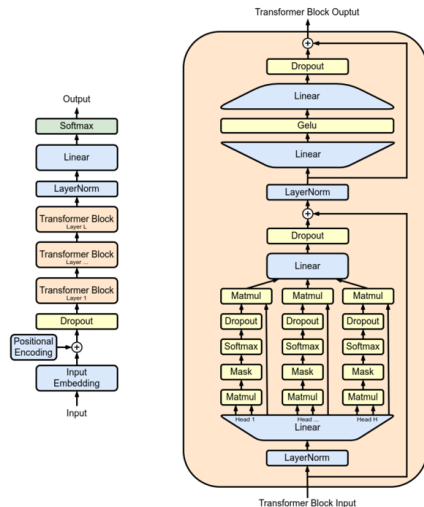 Output
Softmax
Linear
LayerNorm
Transformer Block
Layer L
Transformer Block
Layer ...
Transformer Block
Layer 1
Dropout
Positional
Encoding
Input
Embedding
Input
Transformer Block Ouptut
Dropout
Linear
Gelu
Linear
LayerNorm
Dropout
Linear
Matmul Matmul Matmul
Dropout Dropout Dropout
Softmax Softmax Softmax
Mask Mask Mask
Matmul Matmul Matmul
Head 1 Head ... Head H
Linear
LayerNorm
Transformer Block Input